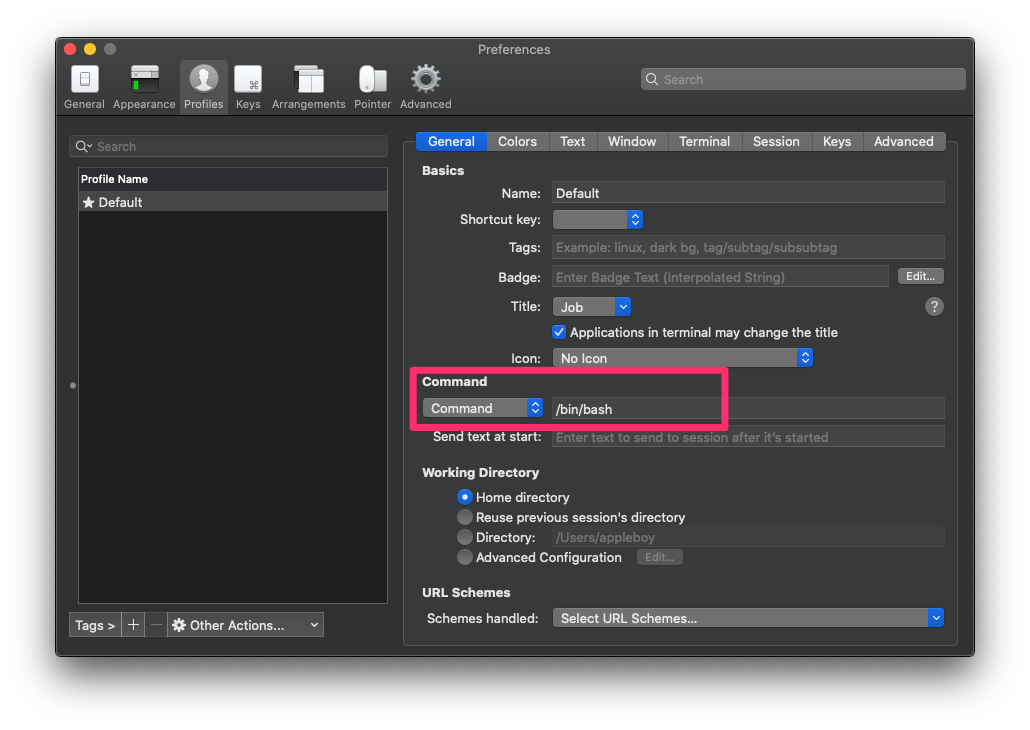 Preferences
General Appearance Profiles Keys Arrangements Pointer Advanced
Search
Search
Profile Name
★ Default
Tags > + — Other Actions...
General Colors Text Window Terminal Session Keys Advanced
Basics
Name: Default
Shortcut key:
Tags: Example: linux, dark bg, tag/subtag/subsubtag
Badge: Enter Badge Text (Interpolated String) Edit...
Title: Job ?
Applications in terminal may change the title
Icon: No Icon
Command
Command /bin/bash
Send text at start: Enter text to send to session after it's started
Working Directory
Home directory
Reuse previous session's directory
Directory: /Users/appleboy
Advanced Configuration Edit...
URL Schemes
Schemes handled: Select URL Schemes...